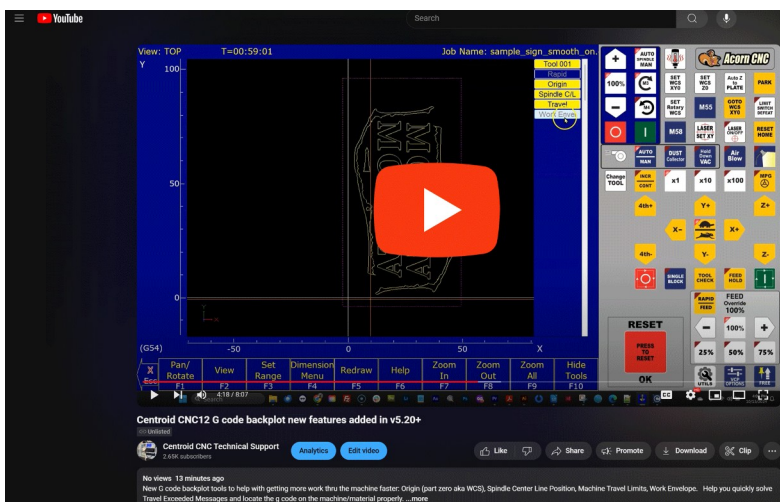 YouTube
Search
View: TOP T=00:59:01 Job Name: sample_sign_smooth_on.
Y
100
50
0
Tool 001
Rapid
Origin
Spindle C/L
Travel
Work Envel
(G54) -50 0 50 X
X
Esc
Pan/Rotate F1
View F2
Set Range F3
Dimension Menu F4
Redraw F5
Help F6
Zoom In F7
Zoom Out F8
Zoom All F9
Hide Tools F10
+ AUTO SPINDLE MAN Acorn CNC
100% M3 SET WCS XY0 SET WCS Z0 Auto Z to PLATE PARK
M4 SET Rotary WCS M55 GOTO WCS XY0 LIMIT SWITCH DEFEAT
M58 LASER SET XY LASER ON/OFF RESET HOME
AUTO MAN DUST Collector Hold Down VAC Air Blow
Change TOOL INCR CONT x1 x10 x100 MPG
4th+ Y+ Z+
X- X+
4th- Y- Z-
SINGLE BLOCK TOOL CHECK FEED HOLD
RAPID FEED FEED Override 100%
RESET - 100% +
PRESS TO RESET 25% 50% 75%
OK UTILS VCP OPTIONS FREE
4:18 / 8:07
CC
Centroid CNC12 G code backplot new features added in v5.20+
Unlisted
Centroid CNC Technical Support
2.65K subscribers
Analytics Edit video Like Share Promote Download Clip ...
No views 13 minutes ago
New G code backplot tools to help with getting more work thru the machine faster: Origin (part zero aka WCS), Spindle Center Line Position, Machine Travel Limits, Work Envelope. Help you quickly solve
Travel Exceeded Messages and locate the g code on the machine/material properly. ...more